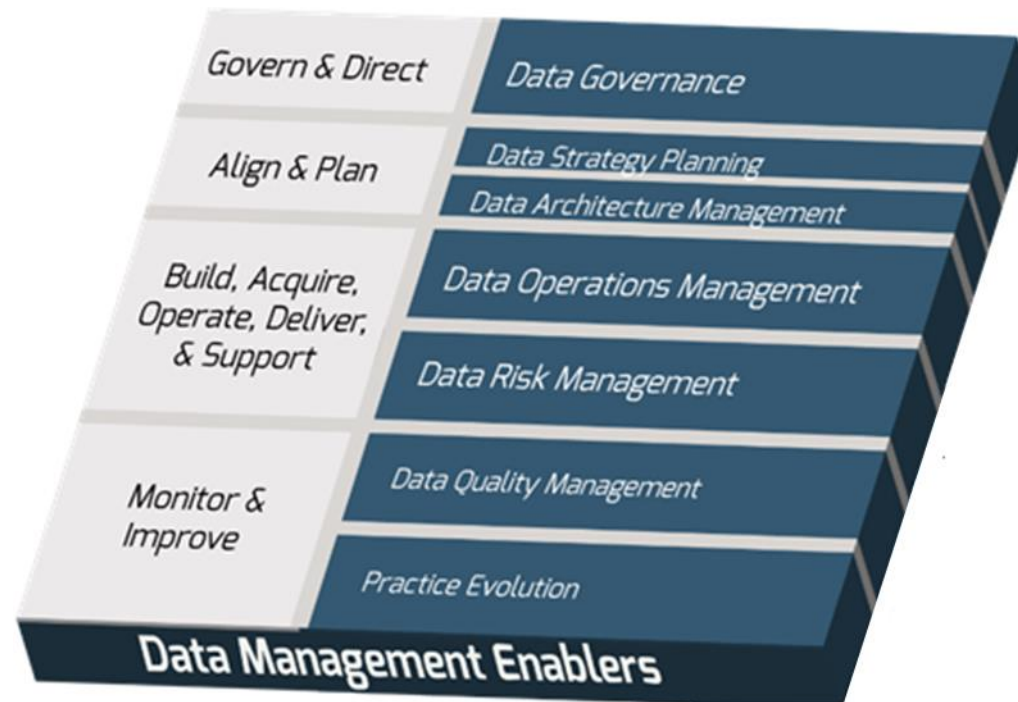 Govern & Direct
Data Governance
Align & Plan
Data Strategy Planning
Data Architecture Management
Build, Acquire,
Operate, Deliver,
& Support
Data Operations Management
Data Risk Management
Monitor &
Improve
Data Quality Management
Practice Evolution
Data Management Enablers